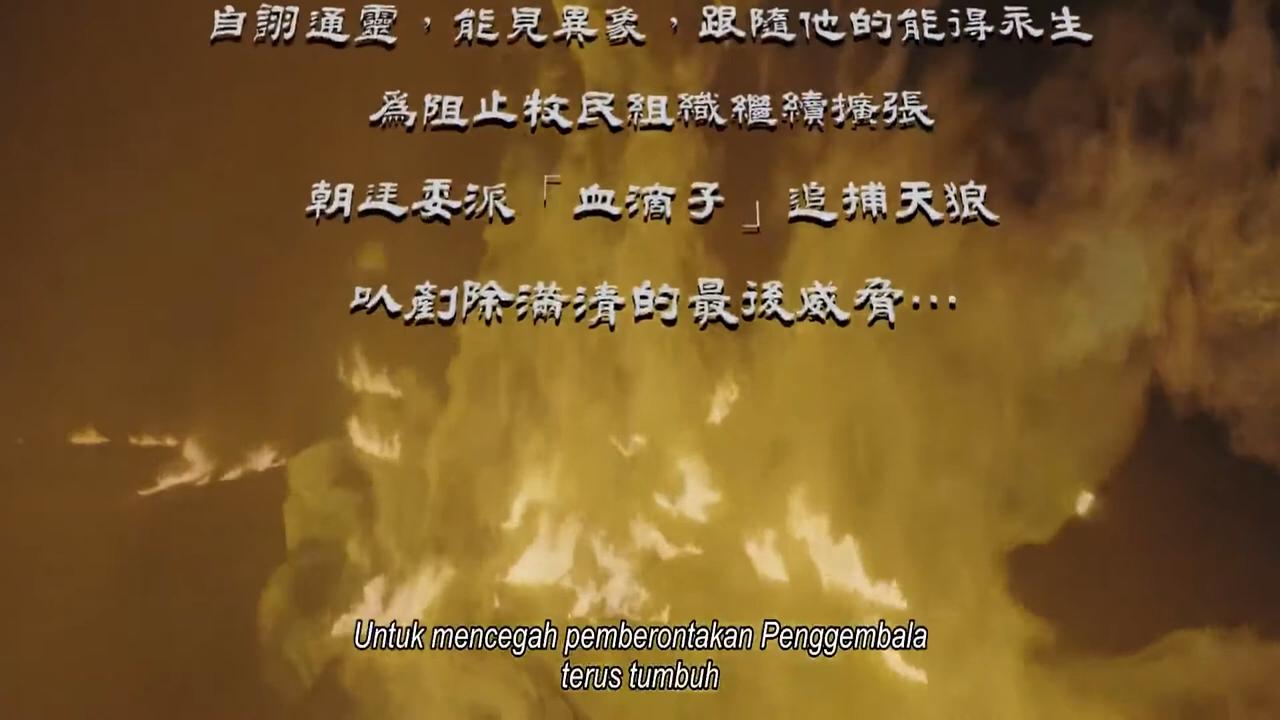 自詡通靈，能見異象，跟隨他的能得永生
為阻止牧民組織繼續擴張
朝廷委派「血滴子」追捕天狼
以剷除滿清的最後威脅…
Untuk mencegah pemberontakan Penggembala
terus tumbuh